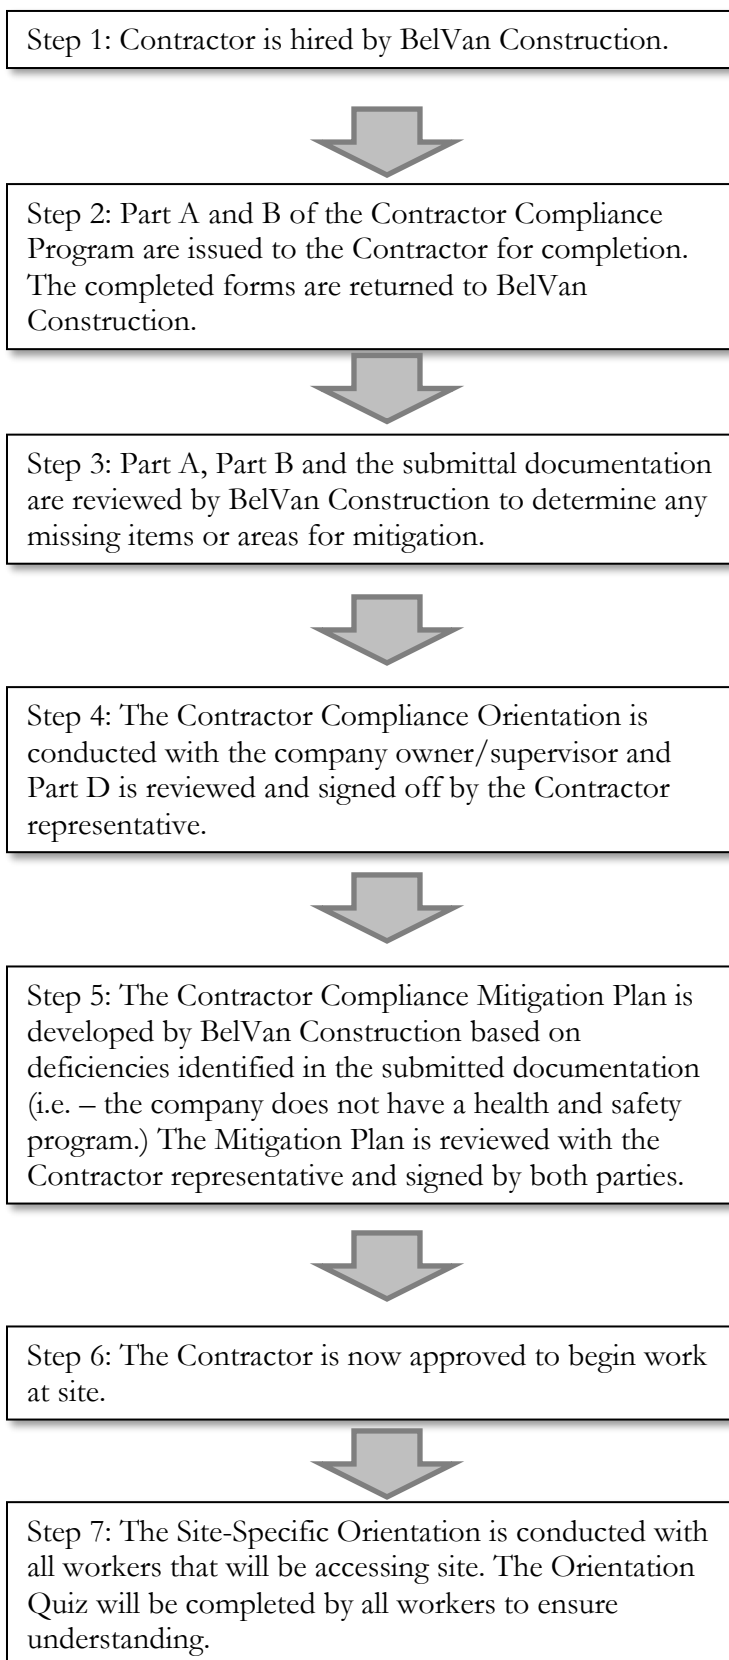 Step 1: Contractor is hired by BelVan Construction.
Step 2: Part A and B of the Contractor Compliance
Program are issued to the Contractor for completion.
The completed forms are returned to BelVan
Construction.
Step 3: Part A, Part B and the submittal documentation
are reviewed by BelVan Construction to determine any
missing items or areas for mitigation.
Step 4: The Contractor Compliance Orientation is
conducted with the company owner/supervisor and
Part D is reviewed and signed off by the Contractor
representative.
Step 5: The Contractor Compliance Mitigation Plan is
developed by BelVan Construction based on
deficiencies identified in the submitted documentation
(i.e. – the company does not have a health and safety
program.) The Mitigation Plan is reviewed with the
Contractor representative and signed by both parties.
Step 6: The Contractor is now approved to begin work
at site.
Step 7: The Site-Specific Orientation is conducted with
all workers that will be accessing site. The Orientation
Quiz will be completed by all workers to ensure
understanding.